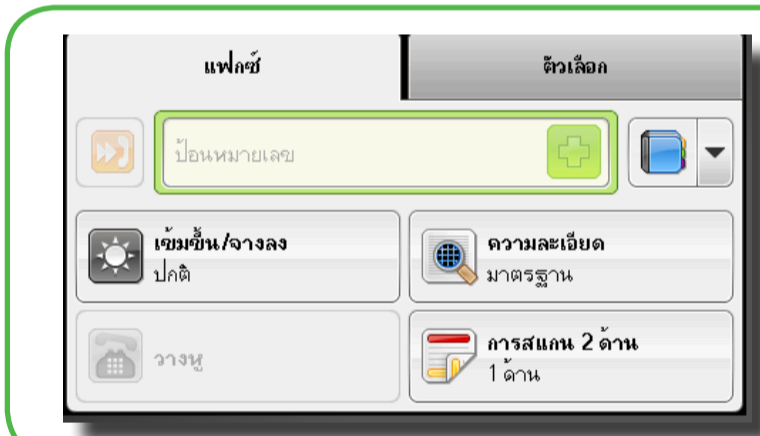 แฟกซ์
ตัวเลือก
ป้อนหมายเลข
เข้มขึ้น/จางลง
ปกติ
ความละเอียด
มาตรฐาน
วางหู
การสแกน 2 ด้าน
1 ด้าน